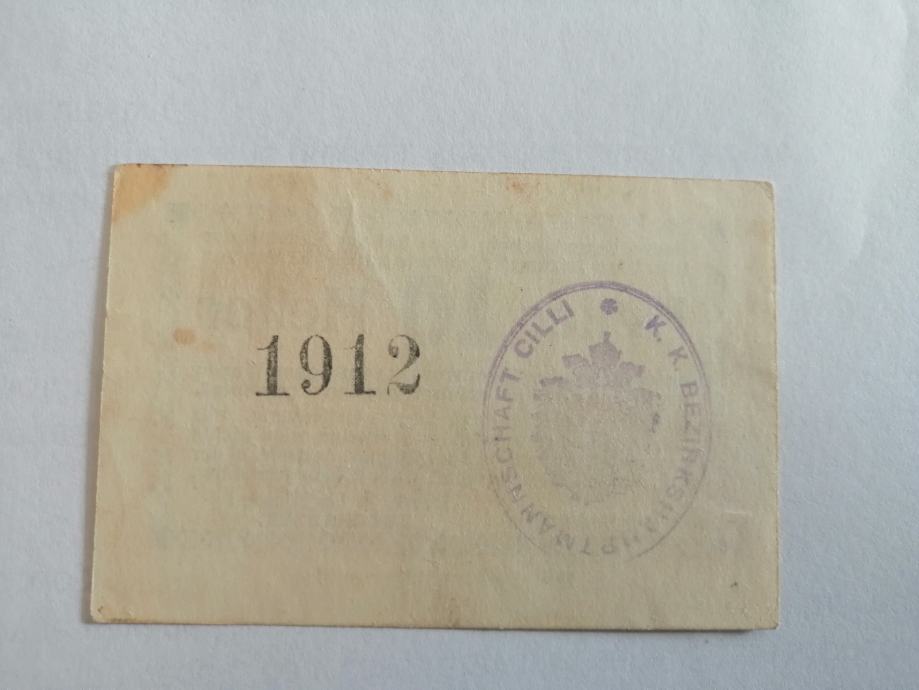 1912
K. K. BEZIRKSHAUPTMANNSCHAFT CILLI *